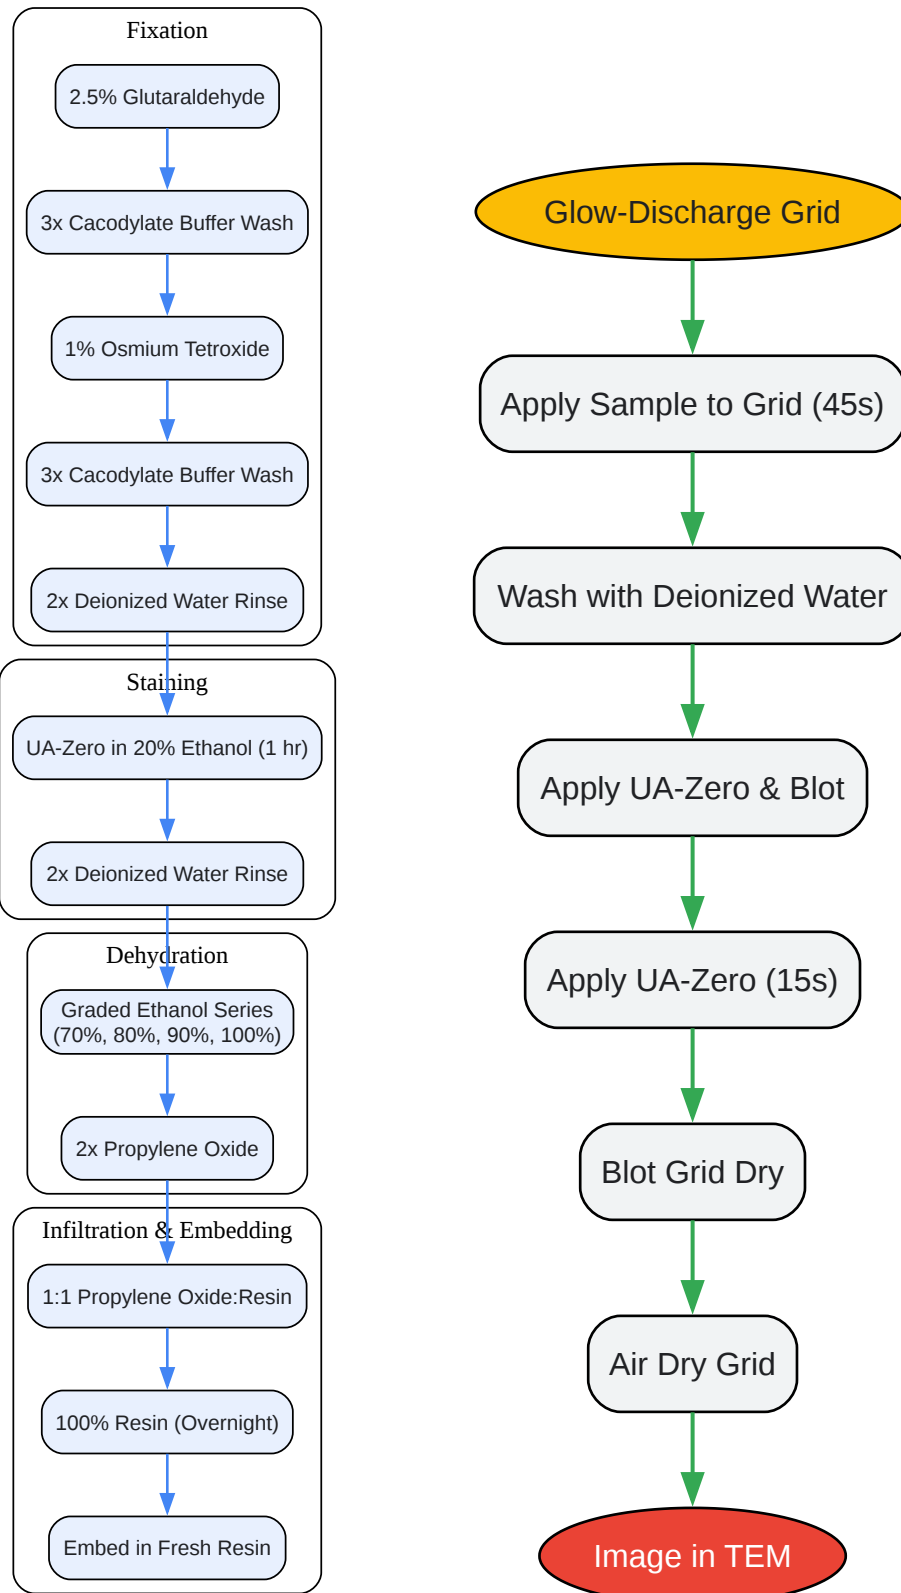 Fixation
2.5% Glutaraldehyde
3x Cacodylate Buffer Wash
1% Osmium Tetroxide
3x Cacodylate Buffer Wash
2x Deionized Water Rinse
Staining
UA-Zero in 20% Ethanol (1 hr)
2x Deionized Water Rinse
Dehydration
Graded Ethanol Series
(70%, 80%, 90%, 100%)
2x Propylene Oxide
Infiltration & Embedding
1:1 Propylene Oxide:Resin
100% Resin (Overnight)
Embed in Fresh Resin
Glow-Discharge Grid
Apply Sample to Grid (45s)
Wash with Deionized Water
Apply UA-Zero & Blot
Apply UA-Zero (15s)
Blot Grid Dry
Air Dry Grid
Image in TEM